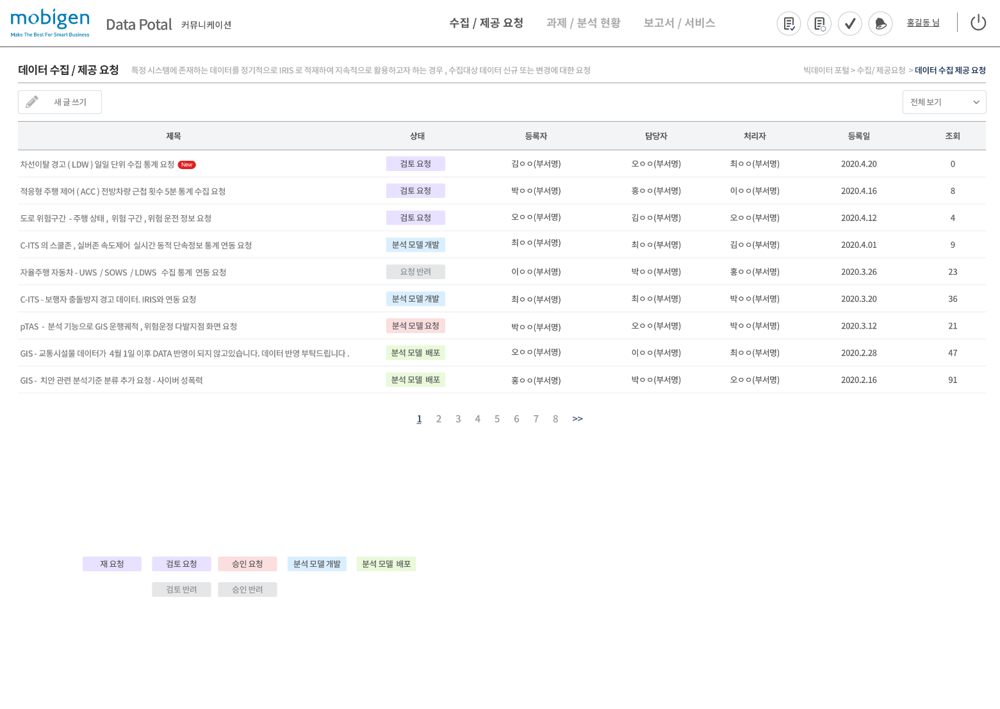 mobigen
Make The Best For Smart Business
Data Potal 커뮤니케이션
수집 / 제공 요청 과제 / 분석 현황 보고서 / 서비스
홍길동 님
데이터 수집 / 제공 요청 특정 시스템에 존재하는 데이터를 정기적으로 IRIS 로 적재하여 지속적으로 활용하고자 하는 경우 , 수집대상 데이터 신규 또는 변경에 대한 요청
빅데이터 포털 > 수집/ 제공요청 > 데이터 수집 제공 요청
새 글 쓰기 전체 보기
제목 상태 등록자 담당자 처리자 등록일 조회
차선이탈 경고 ( LDW ) 일일 단위 수집 통계 요청 New 검토 요청 김ㅇㅇ(부서명) 오ㅇㅇ(부서명) 최ㅇㅇ(부서명) 2020.4.20 0
적응형 주행 제어 ( ACC ) 전방차량 근첩 횟수 5분 통계 수집 요청 검토 요청 박ㅇㅇ(부서명) 홍ㅇㅇ(부서명) 이ㅇㅇ(부서명) 2020.4.16 8
도로 위험구간 - 주행 상태 , 위험 구간 , 위험 운전 정보 요청 검토 요청 오ㅇㅇ(부서명) 김ㅇㅇ(부서명) 오ㅇㅇ(부서명) 2020.4.12 4
C-ITS 의 스쿨존 , 실버존 속도제어 실시간 동적 단속정보 통계 연동 요청 분석 모델 개발 최ㅇㅇ(부서명) 최ㅇㅇ(부서명) 김ㅇㅇ(부서명) 2020.4.01 9
자율주행 자동차 - UWS / SOWS / LDWS 수집 통계 연동 요청 요청 반려 이ㅇㅇ(부서명) 박ㅇㅇ(부서명) 홍ㅇㅇ(부서명) 2020.3.26 23
C-ITS - 보행자 충돌방지 경고 데이터. IRIS와 연동 요청 분석 모델 개발 최ㅇㅇ(부서명) 최ㅇㅇ(부서명) 박ㅇㅇ(부서명) 2020.3.20 36
pTAS - 분석 기능으로 GIS 운행궤적 , 위험운정 다발지점 화면 요청 분석 모델 요청 박ㅇㅇ(부서명) 오ㅇㅇ(부서명) 박ㅇㅇ(부서명) 2020.3.12 21
GIS - 교통시설물 데이터가 4월 1일 이후 DATA 반영이 되지 않고있습니다. 데이터 반영 부탁드립니다 . 분석 모델 배포 오ㅇㅇ(부서명) 이ㅇㅇ(부서명) 최ㅇㅇ(부서명) 2020.2.28 47
GIS - 치안 관련 분석기준 분류 추가 요청 - 사이버 성폭력 분석 모델 배포 홍ㅇㅇ(부서명) 박ㅇㅇ(부서명) 오ㅇㅇ(부서명) 2020.2.16 91
1 2 3 4 5 6 7 8 >>
재 요청 검토 요청 승인 요청 분석 모델 개발 분석 모델 배포
검토 반려 승인 반려